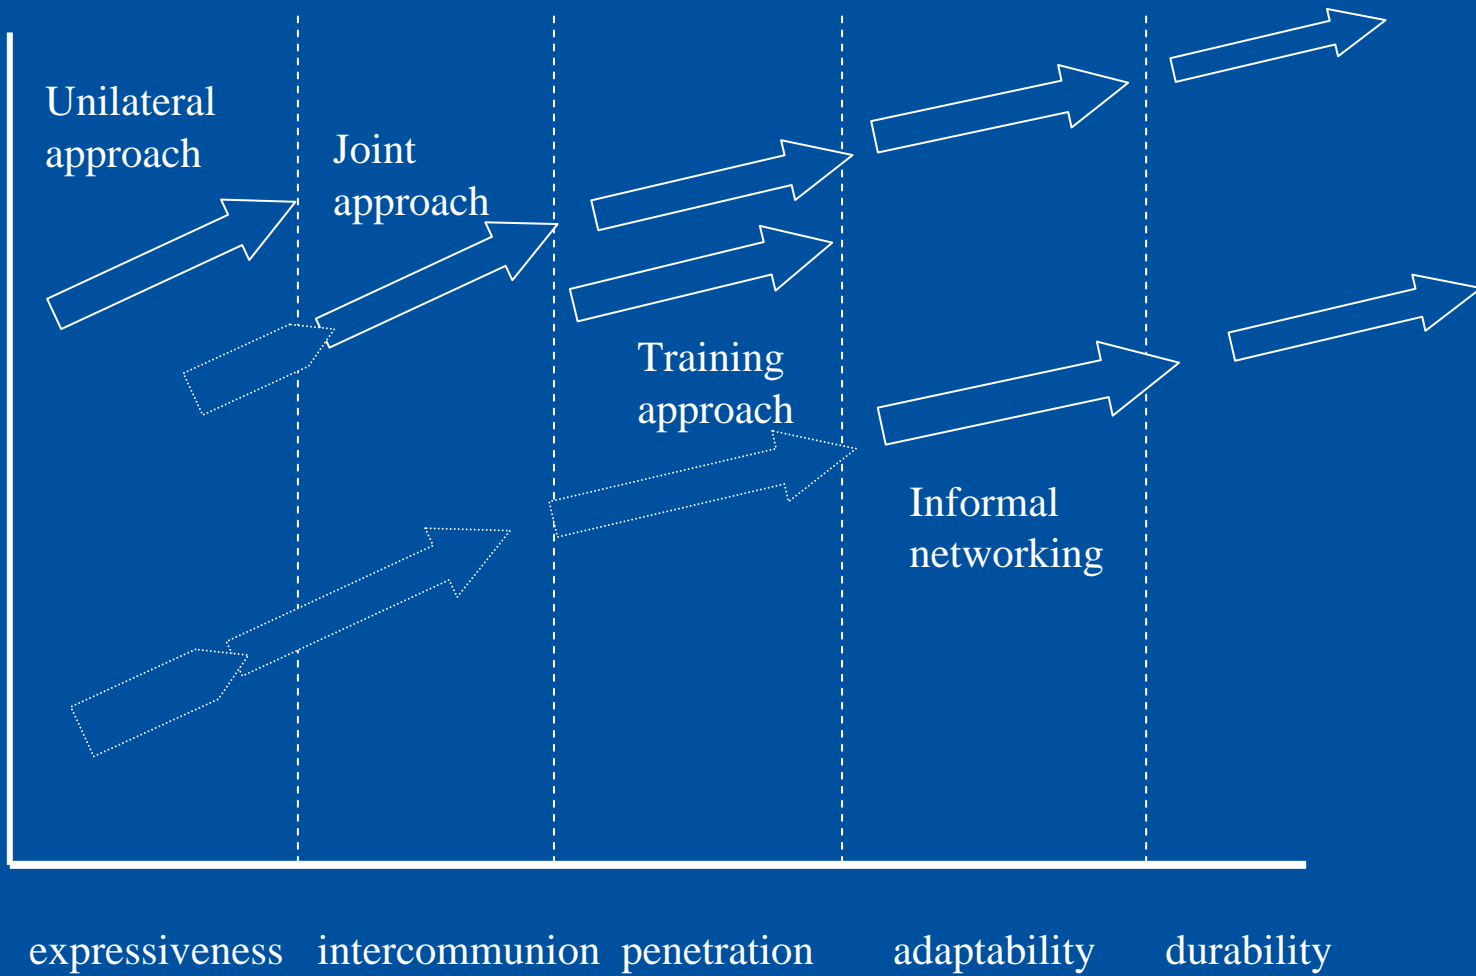 Unilateral
approach
Joint
approach
Training
approach
Informal
networking
expressiveness intercommunion penetration adaptability durability